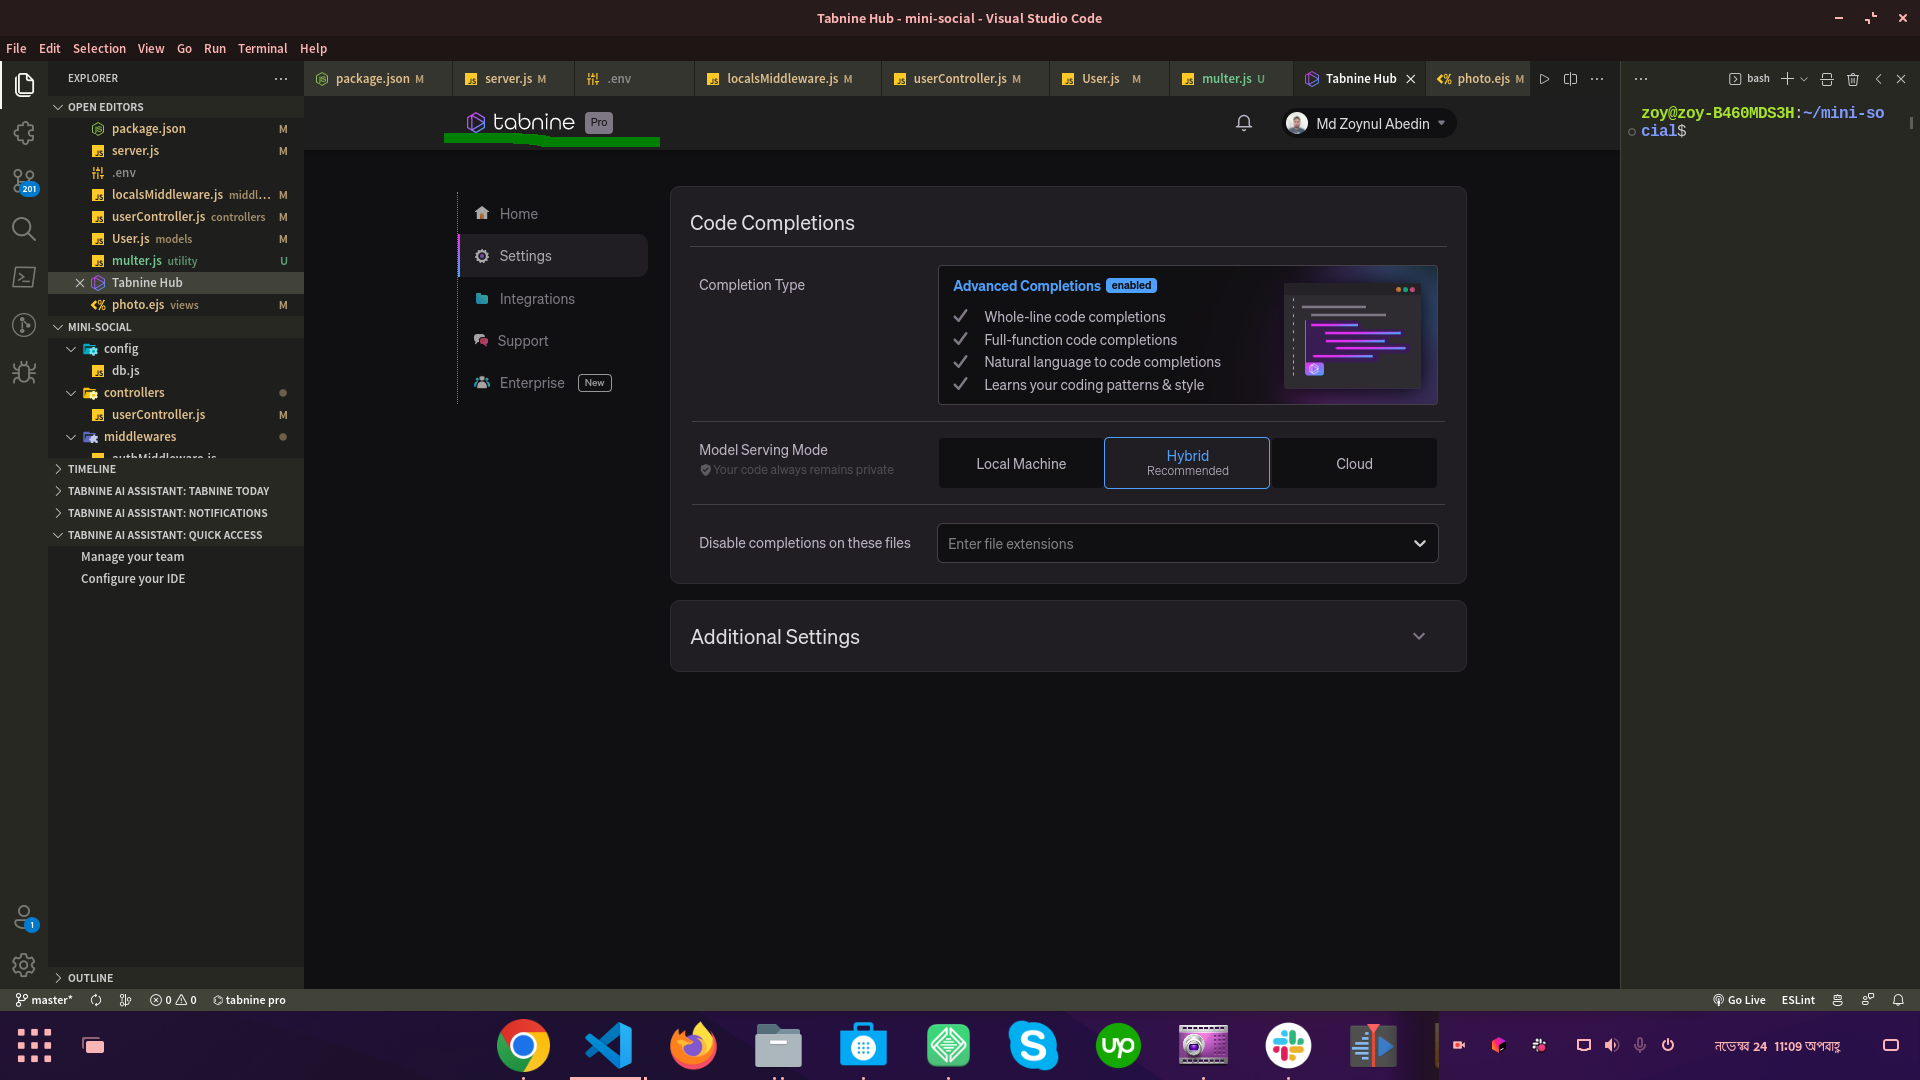 Tabnine Hub - mini-social - Visual Studio Code
File Edit Selection View Go Run Terminal Help
EXPLORER
package.json M
server.js M
.env
localsMiddleware.js M
userController.js M
User.js M
multer.js U
Tabnine Hub
photo.ejs M
bash
OPEN EDITORS
package.json M
server.js M
.env
localsMiddleware.js middl... M
userController.js controllers M
User.js models M
multer.js utility U
Tabnine Hub
photo.ejs views M
MINI-SOCIAL
config
db.js
controllers
userController.js M
middlewares
authMiddleware.js
TIMELINE
TABNINE AI ASSISTANT: TABNINE TODAY
TABNINE AI ASSISTANT: NOTIFICATIONS
TABNINE AI ASSISTANT: QUICK ACCESS
Manage your team
Configure your IDE
OUTLINE
201
1
tabnine Pro
Md Zoynul Abedin
Home
Settings
Integrations
Support
Enterprise New
Code Completions
Completion Type
Advanced Completions enabled
Whole-line code completions
Full-function code completions
Natural language to code completions
Learns your coding patterns & style
Model Serving Mode
Your code always remains private
Local Machine
Hybrid
Recommended
Cloud
Disable completions on these files
Enter file extensions
Additional Settings
zoy@zoy-B460MDS3H:~/mini-so
cial$
master* 0 0 tabnine pro
Go Live ESLint
up
নভেম্বর 24 11:09 অপরাহ্ণ